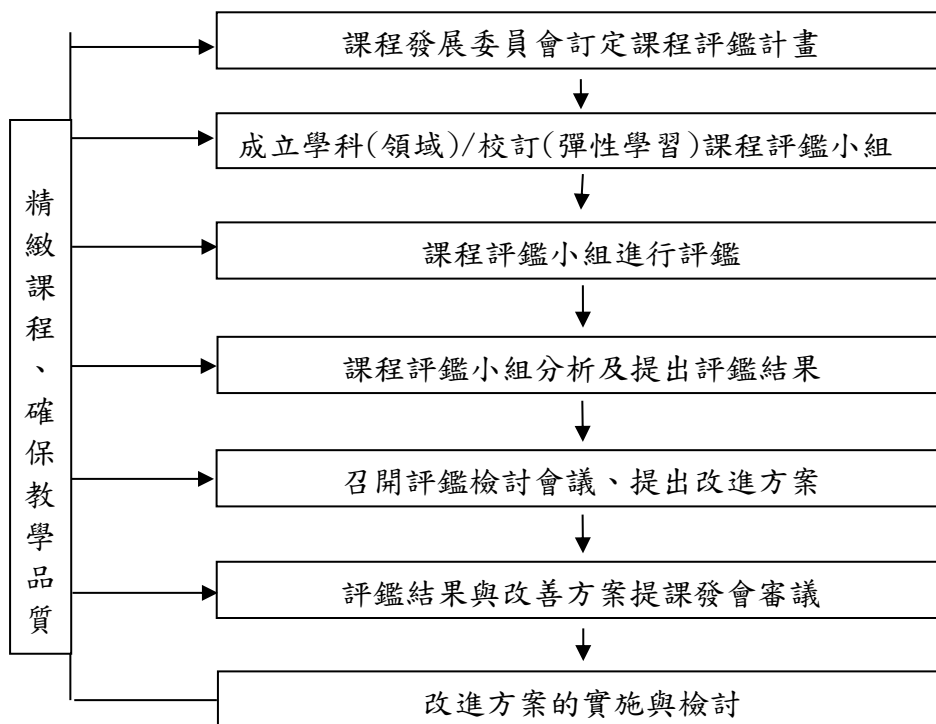 課程發展委員會訂定課程評鑑計畫
成立學科(領域)/校訂(彈性學習)課程評鑑小組
課程評鑑小組進行評鑑
課程評鑑小組分析及提出評鑑結果
召開評鑑檢討會議、提出改進方案
評鑑結果與改善方案提課發會審議
改進方案的實施與檢討
精緻課程、確保教學品質